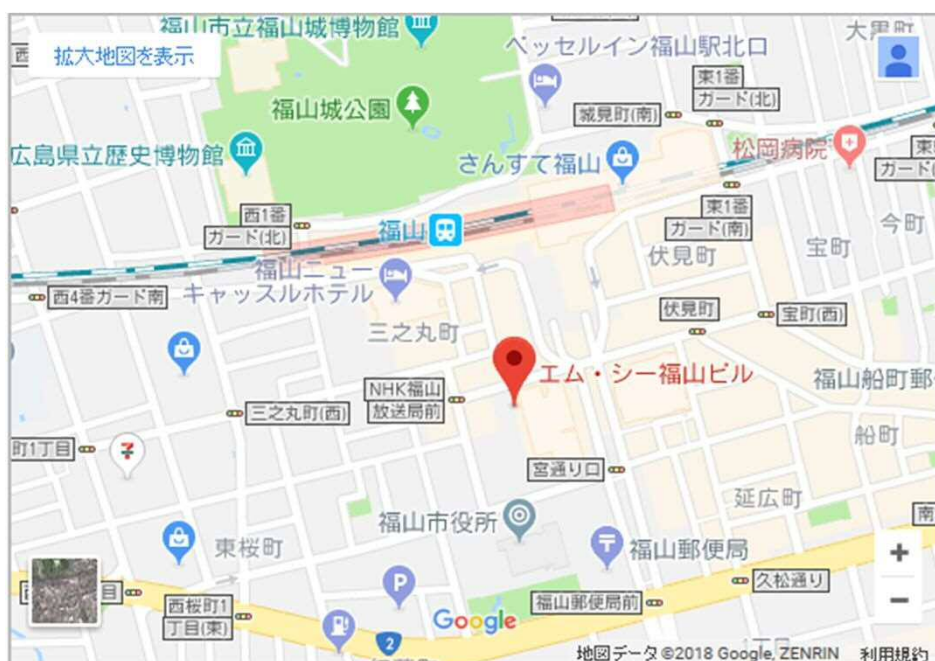 福山市立福山城博物館
大黒町
ベッセルイン福山駅北口
拡大地図を表示
東1番
ガード(北)
福山城公園
城見町(南)
広島県立歴史博物館
さんすて福山
松岡病院
ガード(
西1番
ガード(北)
福山
東1番
ガード(南)
今町
宝町
伏見町
福山ニュー
キャッスルホテル
西4番ガード南
伏見町
宝町(西)
三之丸町
エム・シー福山ビル
福山船町郵
NHK福山
放送局前
三之丸町(西)
船町
町1丁目
宮通り口
延広町
福山市役所
南
東桜町
福山郵便局
久松通り
目
西桜町1
丁目(東)
福山郵便局前
P
Google
2
地図データ ©2018 Google, ZENRIN
利用規約